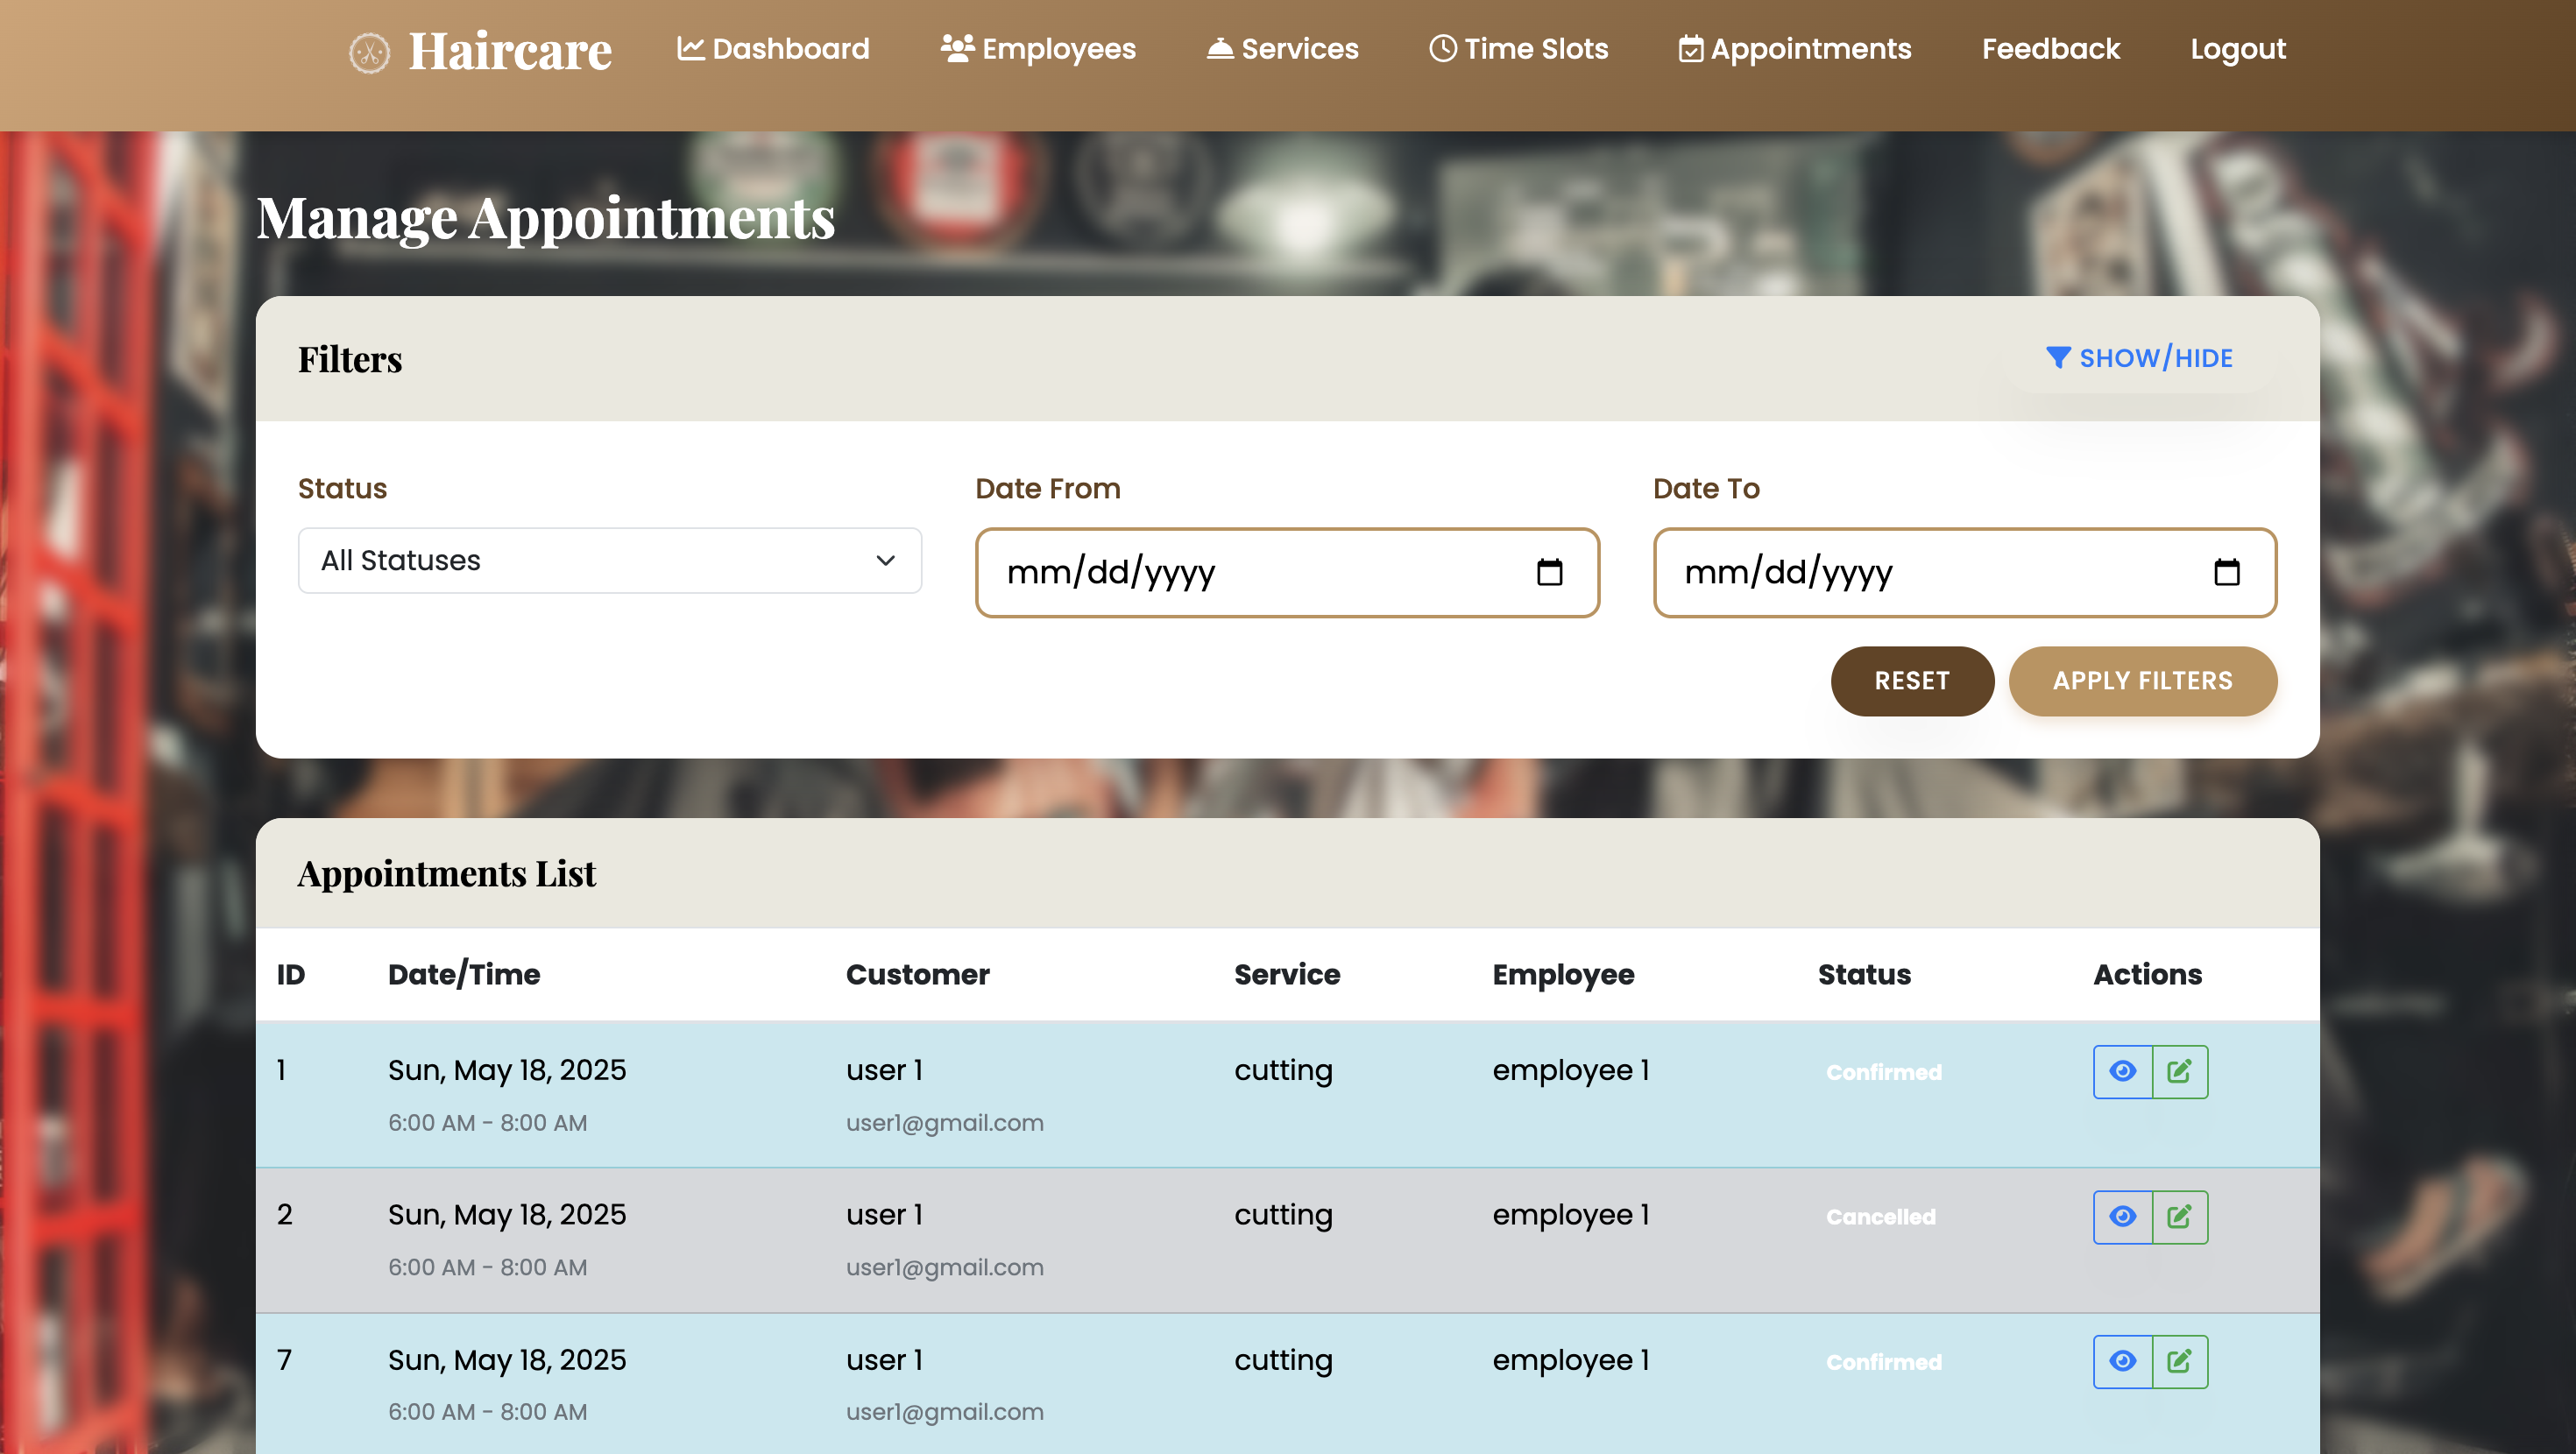 Haircare Dashboard Employees Services Time Slots Appointments Feedback Logout
Manage Appointments
Filters SHOW/HIDE
Status Date From Date To
All Statuses mm/dd/yyyy mm/dd/yyyy
RESET APPLY FILTERS
Appointments List
ID Date/Time Customer Service Employee Status Actions
1 Sun, May 18, 2025 user 1 cutting employee 1 Confirmed
6:00 AM - 8:00 AM user1@gmail.com
2 Sun, May 18, 2025 user 1 cutting employee 1 Cancelled
6:00 AM - 8:00 AM user1@gmail.com
7 Sun, May 18, 2025 user 1 cutting employee 1 Confirmed
6:00 AM - 8:00 AM user1@gmail.com